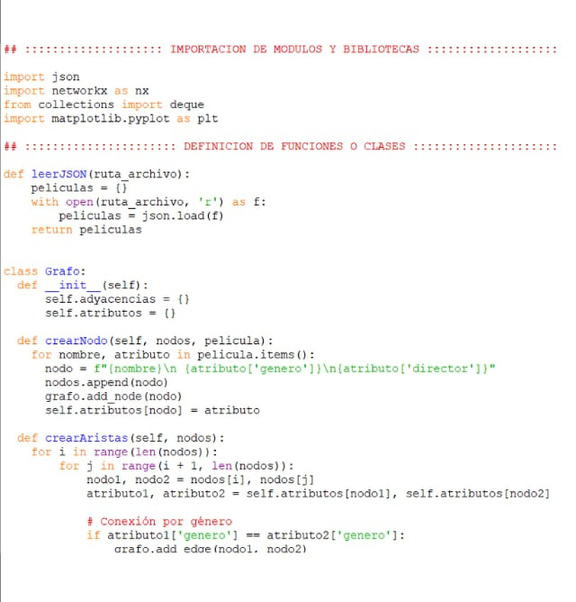 ## :::::::::::::::::::: IMPORTACION DE MODULOS Y BIBLIOTECAS :::::::::::::::::::
import json
import networkx as nx
from collections import deque
import matplotlib.pyplot as plt
## :::::::::::::::::::::: DEFINICION DE FUNCIONES O CLASES :::::::::::::::::::::
def leerJSON(ruta_archivo):
    peliculas = {}
    with open(ruta_archivo, 'r') as f:
        peliculas = json.load(f)
    return peliculas
class Grafo:
  def __init__(self):
      self.adyacencias = {}
      self.atributos = {}
  def crearNodo(self, nodos, pelicula):
    for nombre, atributo in pelicula.items():
      nodo = f"{nombre}\n {atributo['genero']}\n{atributo['director']}"
      nodos.append(nodo)
      grafo.add_node(nodo)
      self.atributos[nodo] = atributo
  def crearAristas(self, nodos):
    for i in range(len(nodos)):
        for j in range(i + 1, len(nodos)):
            nodo1, nodo2 = nodos[i], nodos[j]
            atributo1, atributo2 = self.atributos[nodo1], self.atributos[nodo2]
            # Conexión por género
            if atributo1['genero'] == atributo2['genero']:
                grafo.add_edge(nodo1, nodo2)